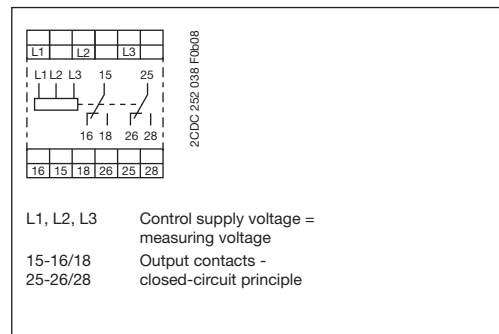 L1 L2 L3
2CDC 252 038 F0b08
L1 L2 L3 15 25
16 18 26 28
16 15 18 26 25 28
L1, L2, L3 Control supply voltage =
measuring voltage
15-16/18 Output contacts -
25-26/28 closed-circuit principle